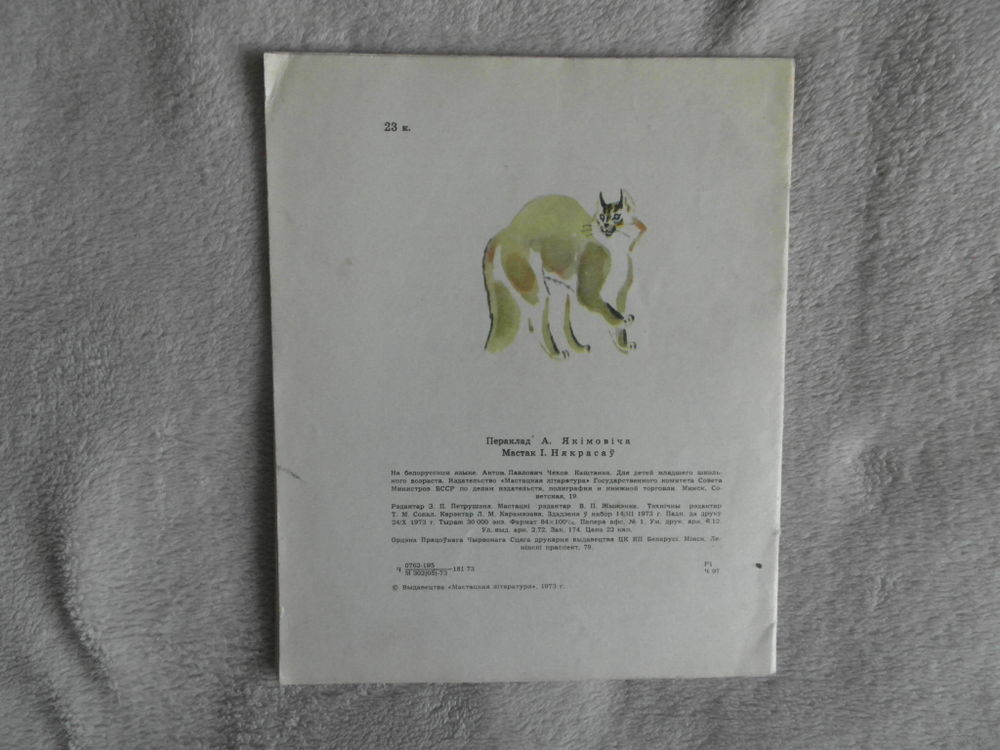 23 к.
Пераклад А. Якімовіча
Мастак І. Някрасаў
На белорусском языке. Антон Павлович Чехов. Каштанка. Для детей младшего школь-
ного возраста. Издательство «Мастацкая літаратура» Государственного комитета Совета
Министров БССР по делам издательств, полиграфии и книжной торговли. Минск. Со-
ветская, 19.
Рэдактар З. П. Петрушэня. Мастацкі рэдактар В. П. Жыжэнка. Тэхнічны рэдактар
Т. М. Сокал. Карэктар Л. М. Карамазава. Здадзена ў набор 14/III 1973 г. Падп. да друку
24/X 1973 г. Тыраж 30 000 экз. Фармат 84×100¹/₁₆. Папера афс. № 1. Ум. друк. арк. 6,12.
Ул. выд. арк. 2,72. Зак. 174. Цана 23 кап.
Ордэна Працоўнага Чырвонага Сцяга друкарня выдавецтва ЦК КП Беларусі. Мінск, Ле-
нінскі праспект, 79.
Ч 0763-195
М 302(05)-73 —181-73
Р1
Ч 97
© Выдавецтва «Мастацкая літаратура», 1973 г.